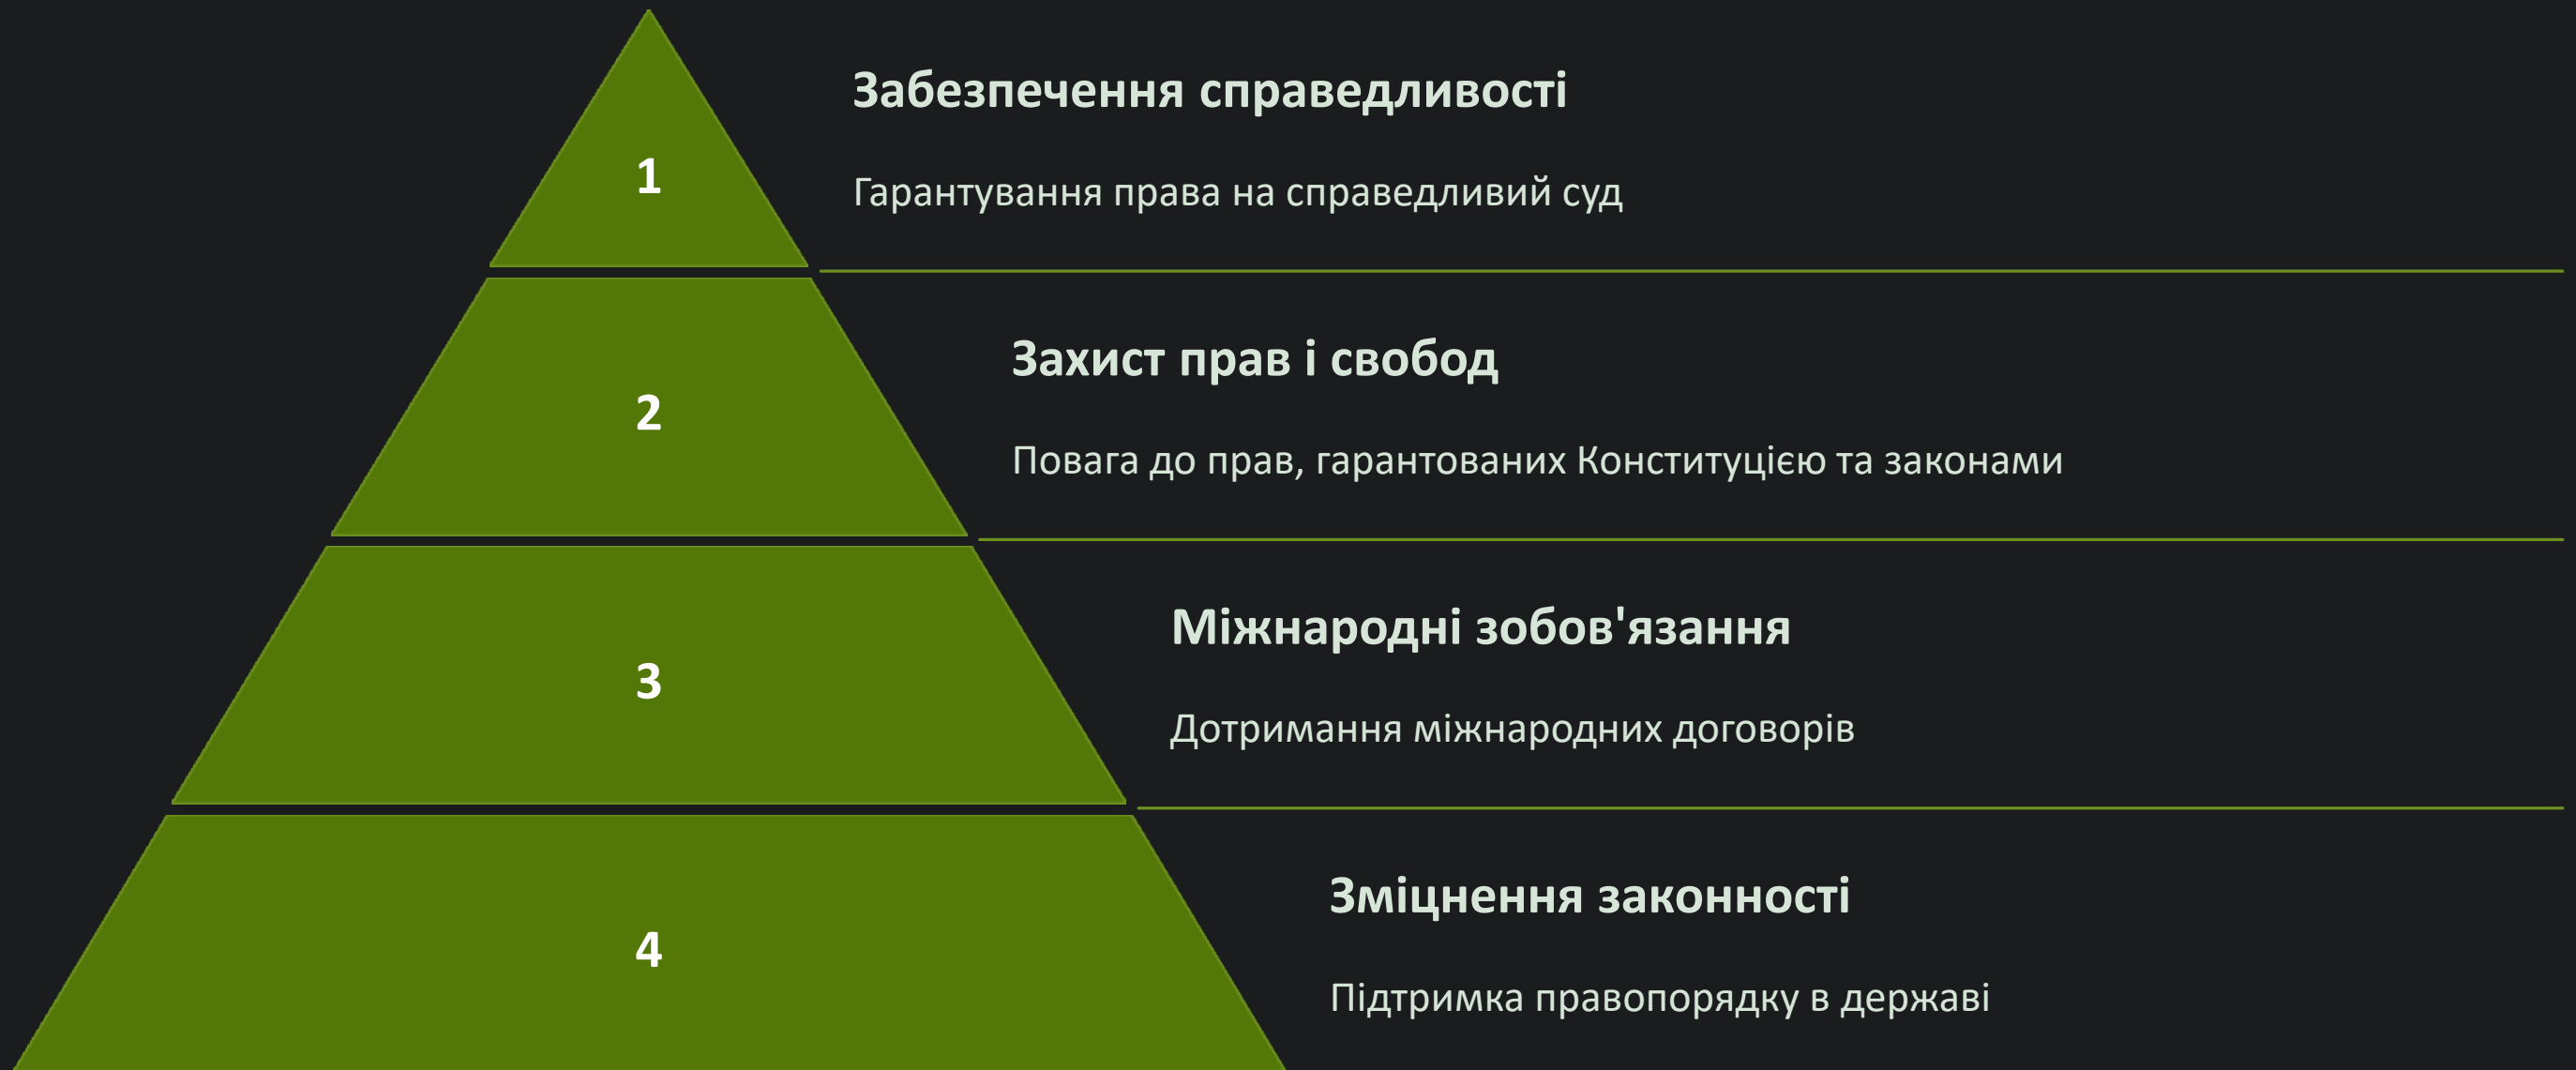 1
Забезпечення справедливості
Гарантування права на справедливий суд
2
Захист прав і свобод
Повага до прав, гарантованих Конституцією та законами
3
Міжнародні зобов'язання
Дотримання міжнародних договорів
4
Зміцнення законності
Підтримка правопорядку в державі